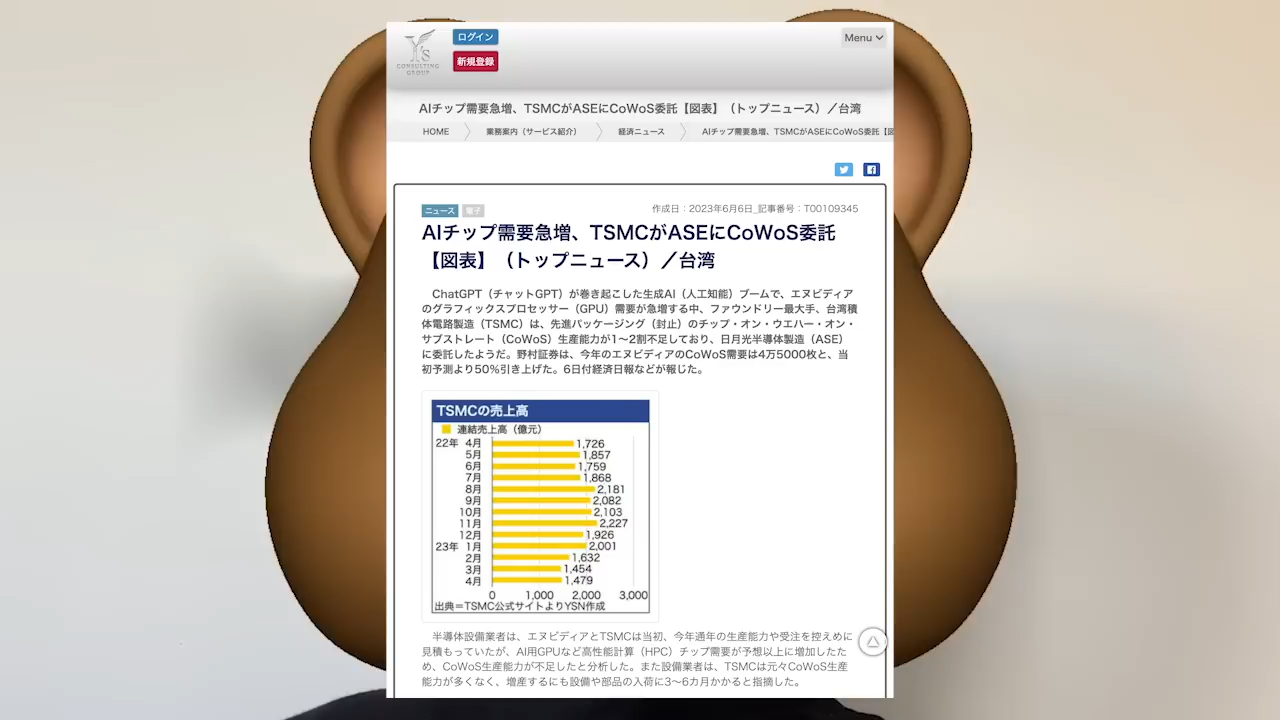 Y's
CONSULTING
GROUP
ログイン
新規登録
Menu
AIチップ需要急増、TSMCがASEにCoWoS委託【図表】（トップニュース）／台湾
HOME
業務案内（サービス紹介）
経済ニュース
AIチップ需要急増、TSMCがASEにCoWoS委託【図
ニュース
電子
作成日：2023年6月6日_記事番号：T00109345
AIチップ需要急増、TSMCがASEにCoWoS委託
【図表】（トップニュース）／台湾
ChatGPT（チャットGPT）が巻き起こした生成AI（人工知能）ブームで、エヌビディア
のグラフィックスプロセッサー（GPU）需要が急増する中、ファウンドリー最大手、台湾積
体電路製造（TSMC）は、先進パッケージング（封止）のチップ・オン・ウエハー・オン・
サブストレート（CoWoS）生産能力が1～2割不足しており、日月光半導体製造（ASE）
に委託したようだ。野村証券は、今年のエヌビディアのCoWoS需要は4万5000枚と、当
初予測より50％引き上げた。6日付経済日報などが報じた。
TSMCの売上高
連結売上高（億元）
22年 4月 1,726
5月 1,857
6月 1,759
7月 1,868
8月 2,181
9月 2,082
10月 2,103
11月 2,227
12月 1,926
23年 1月 2,001
2月 1,632
3月 1,454
4月 1,479
0 1,000 2,000 3,000
出典＝TSMC公式サイトよりYSN作成
半導体設備業者は、エヌビディアとTSMCは当初、今年通年の生産能力や受注を控えめに
見積もっていたが、AI用GPUなど高性能計算（HPC）チップ需要が予想以上に増加したた
め、CoWoS生産能力が不足したと分析した。また設備業者は、TSMCは元々CoWoS生産
能力が多くなく、増産するにも設備や部品の入荷に3～6カ月かかると指摘した。